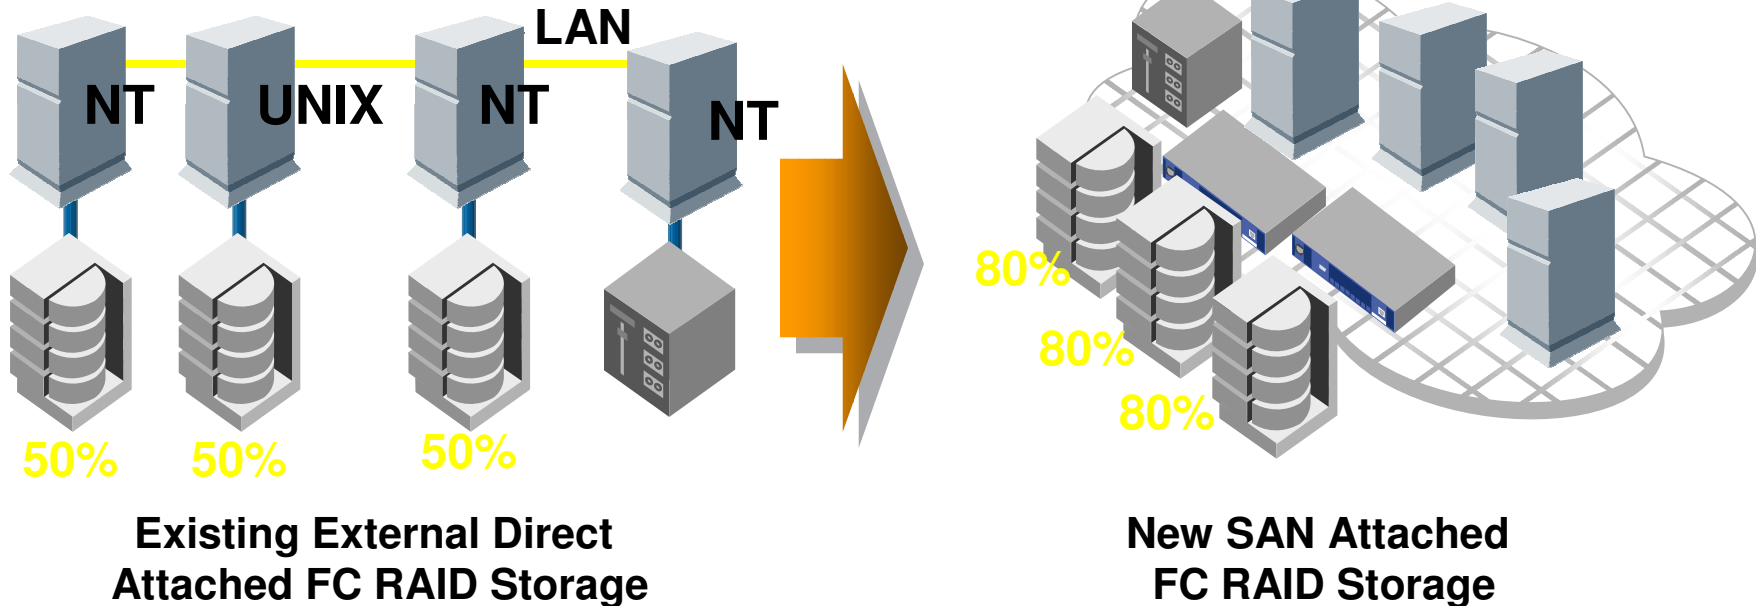 LAN
NT
UNIX
NT
NT
50%
50%
50%
80%
80%
80%
Existing External Direct
Attached FC RAID Storage
New SAN Attached
FC RAID Storage